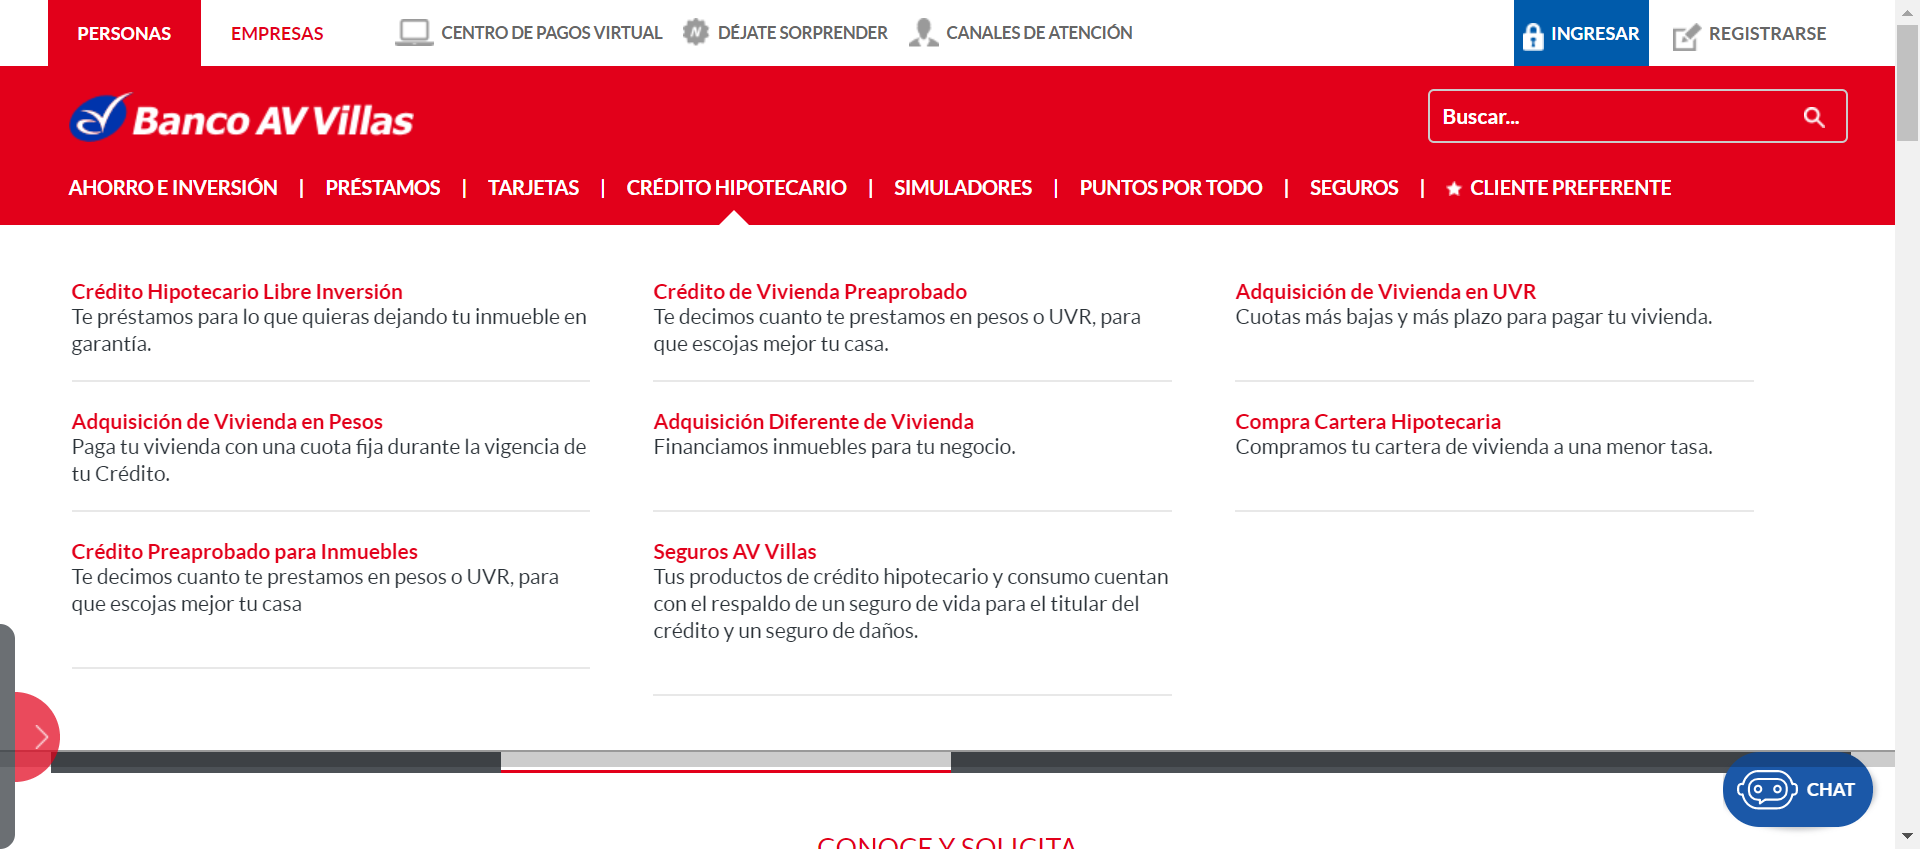 PERSONAS
EMPRESAS
CENTRO DE PAGOS VIRTUAL
DÉJATE SORPRENDER
CANALES DE ATENCIÓN
INGRESAR
REGISTRARSE
Banco AV Villas
Buscar...
AHORRO E INVERSIÓN | PRÉSTAMOS | TARJETAS | CRÉDITO HIPOTECARIO | SIMULADORES | PUNTOS POR TODO | SEGUROS | CLIENTE PREFERENTE
Crédito Hipotecario Libre Inversión
Te préstamos para lo que quieras dejando tu inmueble en
garantía.
Crédito de Vivienda Preaprobado
Te decimos cuanto te prestamos en pesos o UVR, para
que escojas mejor tu casa.
Adquisición de Vivienda en UVR
Cuotas más bajas y más plazo para pagar tu vivienda.
Adquisición de Vivienda en Pesos
Paga tu vivienda con una cuota fija durante la vigencia de
tu Crédito.
Adquisición Diferente de Vivienda
Financiamos inmuebles para tu negocio.
Compra Cartera Hipotecaria
Compramos tu cartera de vivienda a una menor tasa.
Crédito Preaprobado para Inmuebles
Te decimos cuanto te prestamos en pesos o UVR, para
que escojas mejor tu casa
Seguros AV Villas
Tus productos de crédito hipotecario y consumo cuentan
con el respaldo de un seguro de vida para el titular del
crédito y un seguro de daños.
CHAT
CONOCE Y SOLICITA